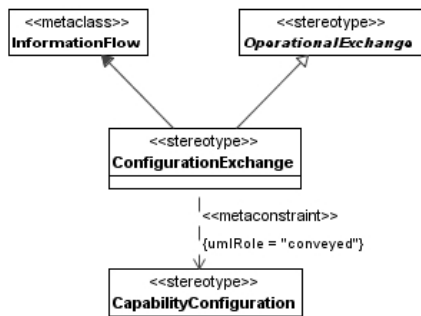 <<metaclass>>
InformationFlow
<<stereotype>>
OperationalExchange
<<stereotype>>
ConfigurationExchange
<<metaconstraint>>
{umlRole = "conveyed"}
<<stereotype>>
CapabilityConfiguration